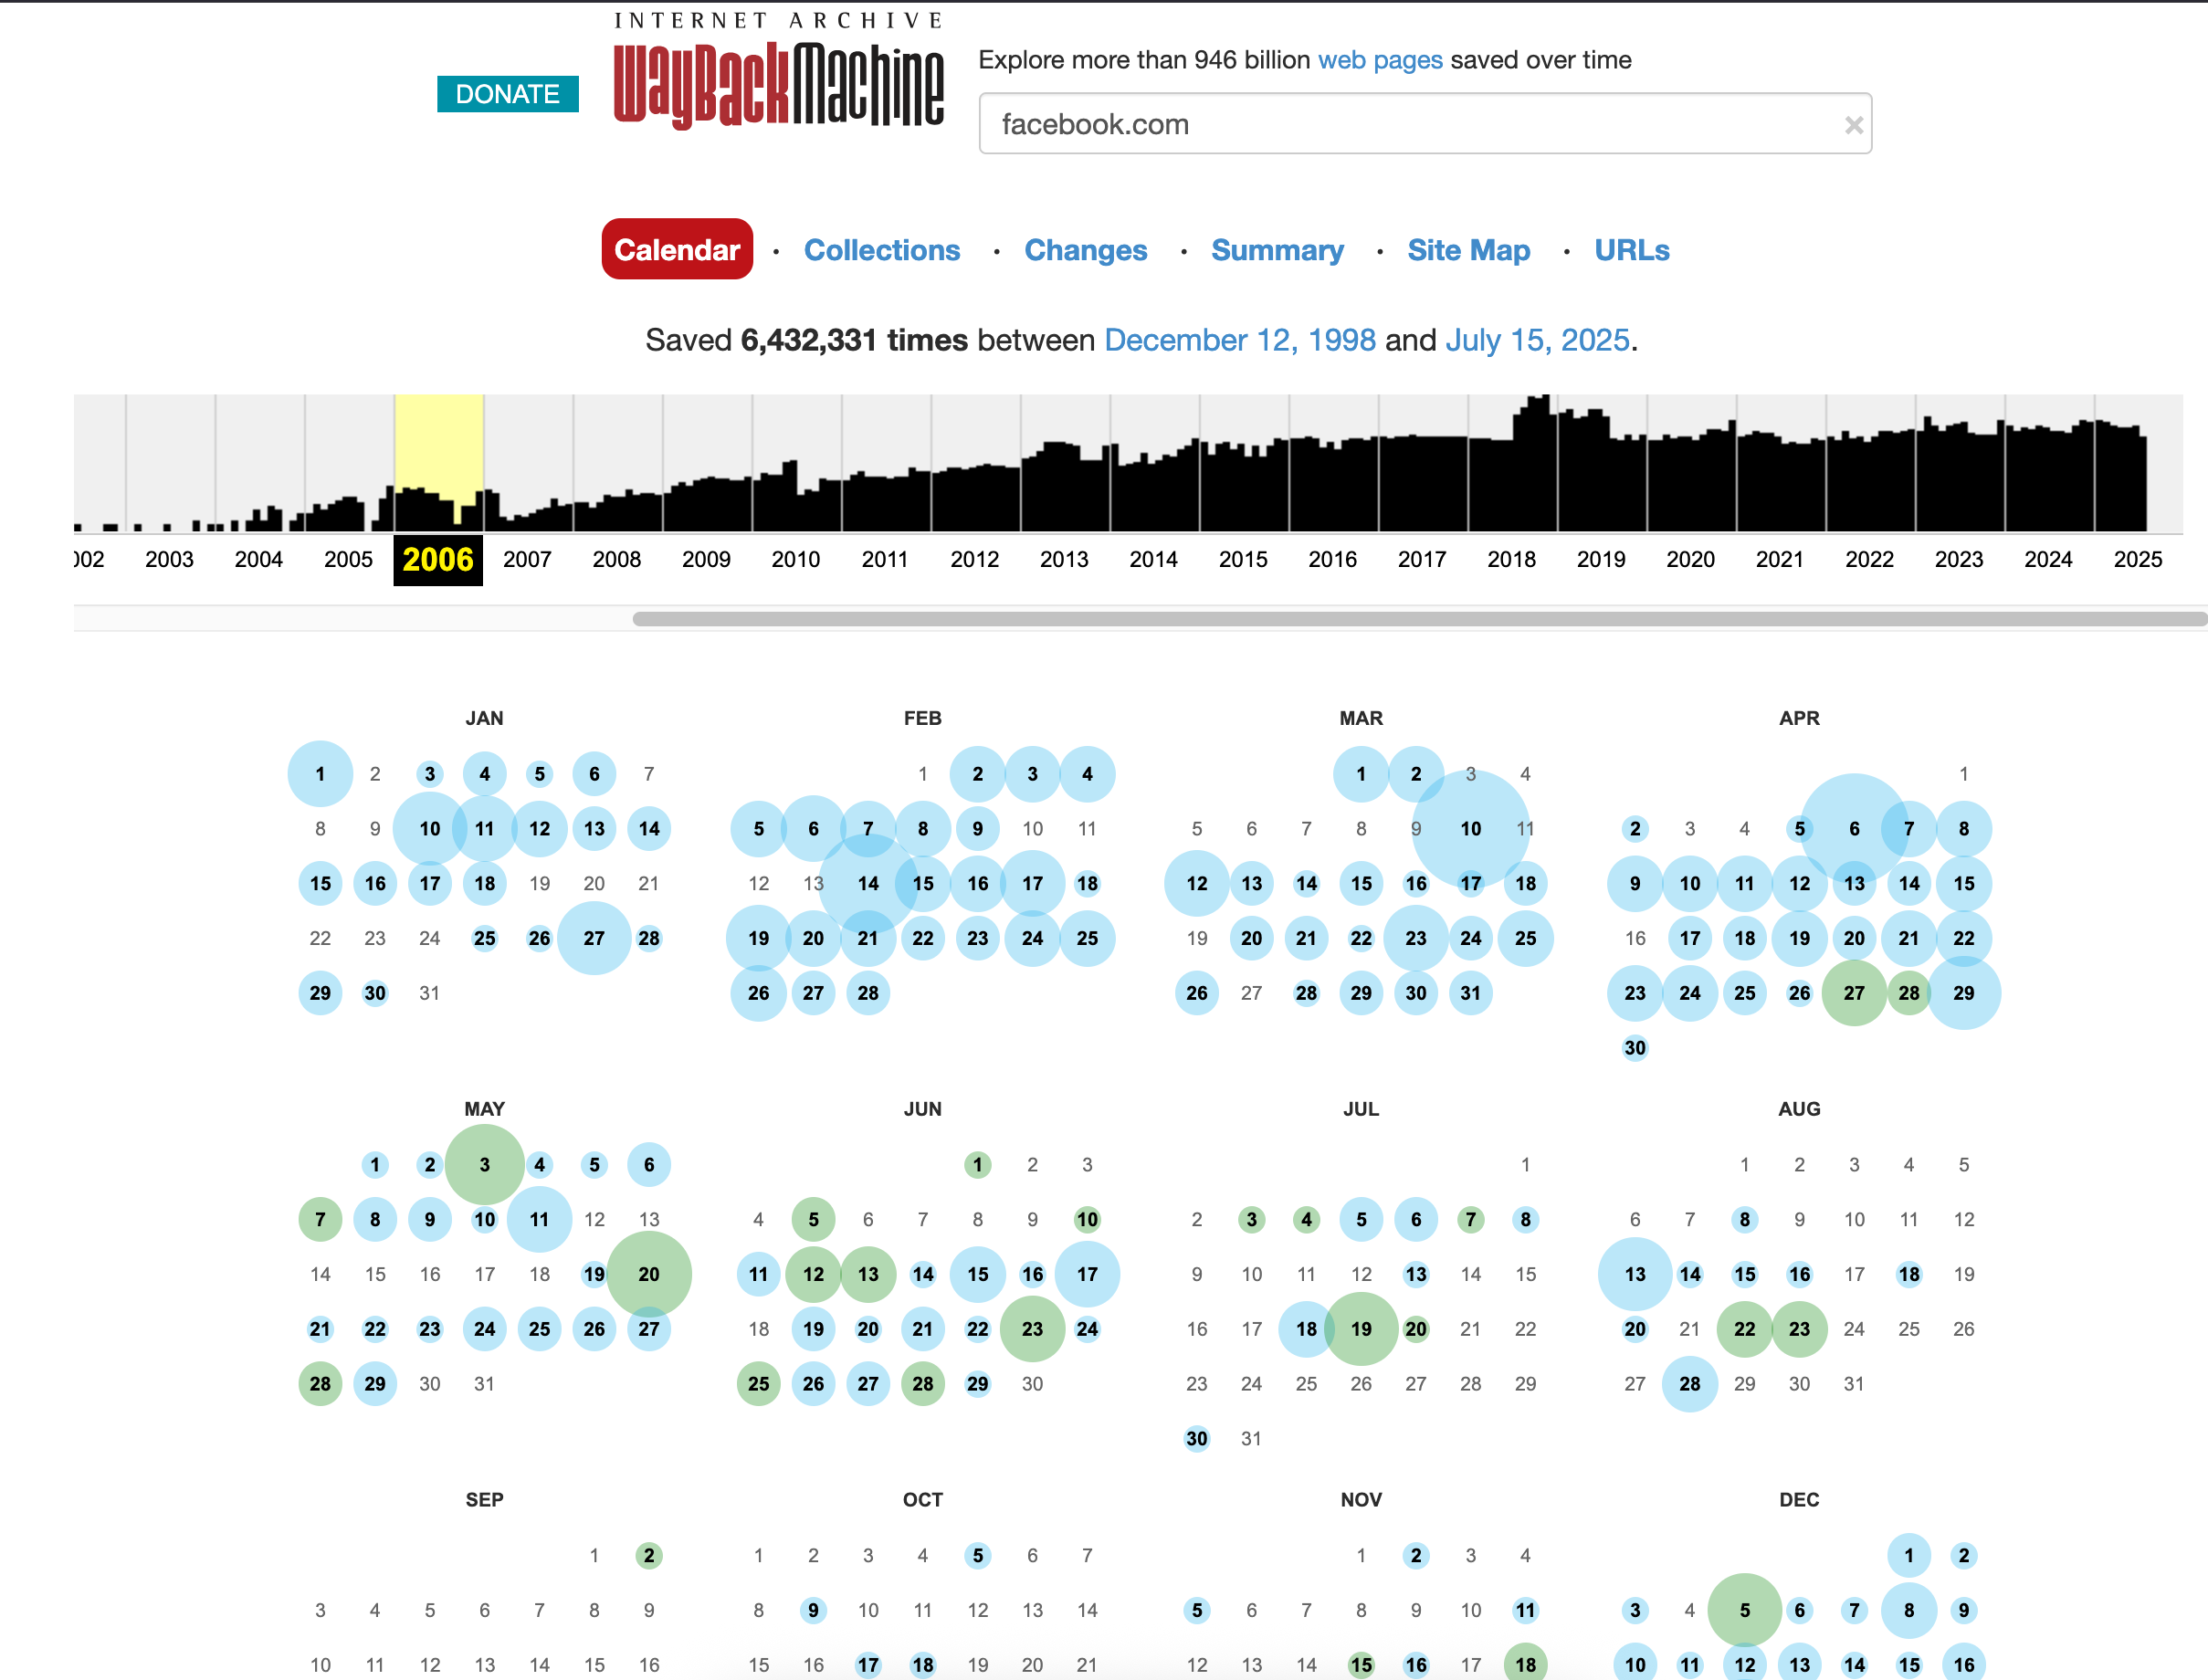 INTERNET ARCHIVE
WayBackMachine
DONATE
Explore more than 946 billion web pages saved over time
facebook.com ×
Calendar · Collections · Changes · Summary · Site Map · URLs
Saved 6,432,331 times between December 12, 1998 and July 15, 2025.
002 2003 2004 2005 2006 2007 2008 2009 2010 2011 2012 2013 2014 2015 2016 2017 2018 2019 2020 2021 2022 2023 2024 2025
JAN
1 2 3 4 5 6 7
8 9 10 11 12 13 14
15 16 17 18 19 20 21
22 23 24 25 26 27 28
29 30 31
FEB
1 2 3 4
5 6 7 8 9 10 11
12 13 14 15 16 17 18
19 20 21 22 23 24 25
26 27 28
MAR
1 2 3 4
5 6 7 8 9 10 11
12 13 14 15 16 17 18
19 20 21 22 23 24 25
26 27 28 29 30 31
APR
1
2 3 4 5 6 7 8
9 10 11 12 13 14 15
16 17 18 19 20 21 22
23 24 25 26 27 28 29
30
MAY
1 2 3 4 5 6
7 8 9 10 11 12 13
14 15 16 17 18 19 20
21 22 23 24 25 26 27
28 29 30 31
JUN
1 2 3
4 5 6 7 8 9 10
11 12 13 14 15 16 17
18 19 20 21 22 23 24
25 26 27 28 29 30
JUL
1
2 3 4 5 6 7 8
9 10 11 12 13 14 15
16 17 18 19 20 21 22
23 24 25 26 27 28 29
30 31
AUG
1 2 3 4 5
6 7 8 9 10 11 12
13 14 15 16 17 18 19
20 21 22 23 24 25 26
27 28 29 30 31
SEP
1 2
3 4 5 6 7 8 9
10 11 12 13 14 15 16
OCT
1 2 3 4 5 6 7
8 9 10 11 12 13 14
15 16 17 18 19 20 21
NOV
1 2 3 4
5 6 7 8 9 10 11
12 13 14 15 16 17 18
DEC
1 2
3 4 5 6 7 8 9
10 11 12 13 14 15 16